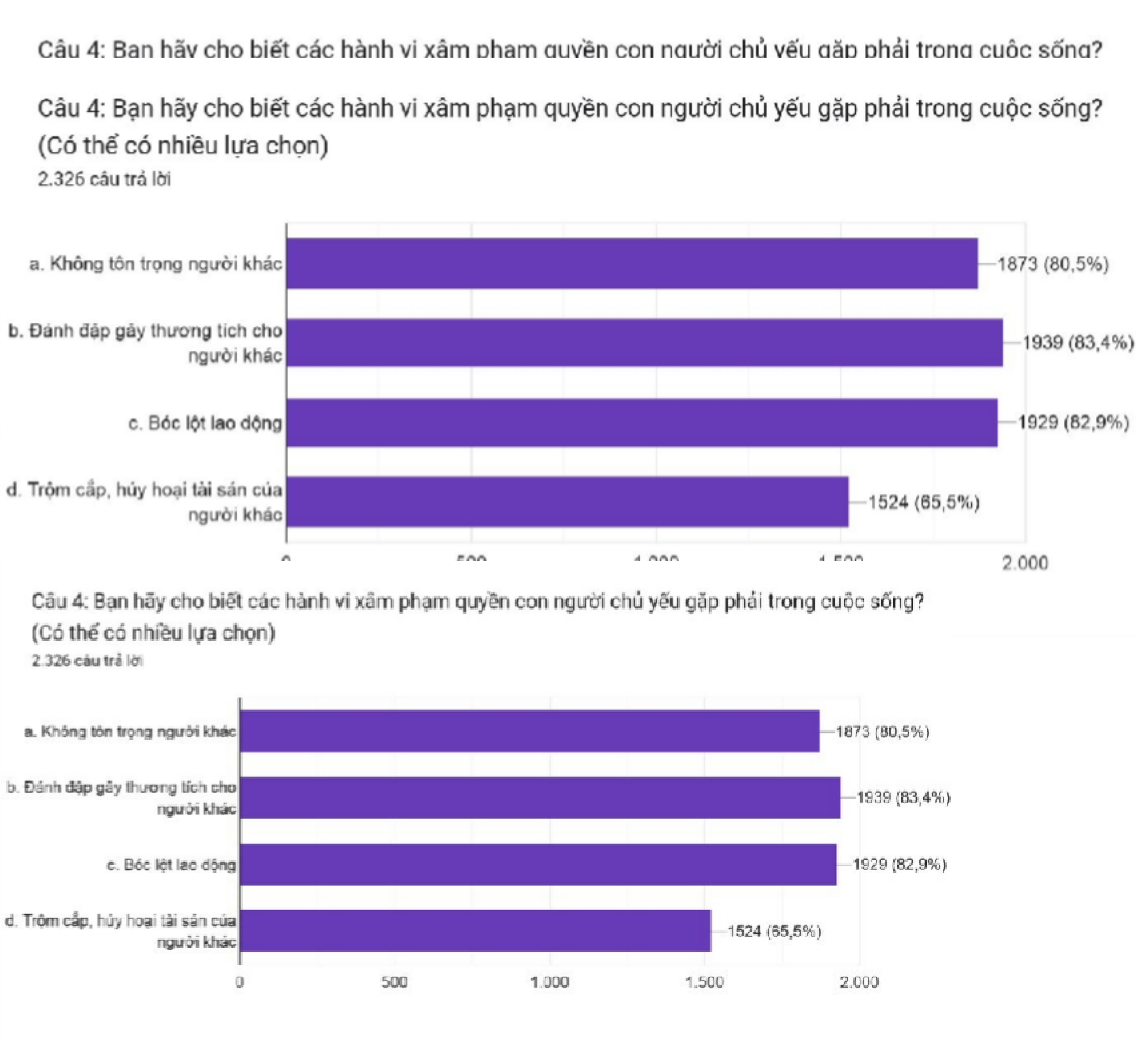 Câu 4: Bạn hãy cho biết các hành vi xâm phạm quyền con người chủ yếu gặp phải trong cuộc sống?
Câu 4: Bạn hãy cho biết các hành vi xâm phạm quyền con người chủ yếu gặp phải trong cuộc sống?
(Có thể có nhiều lựa chọn)
2.326 câu trả lời
a. Không tôn trọng người khác
1873 (80,5%)
b. Đánh đập gây thương tích cho
người khác
1939 (83,4%)
c. Bóc lột lao động
1929 (82,9%)
d. Trộm cắp, hủy hoại tài sản của
người khác
1524 (65,5%)
0 500 1.000 1.500 2.000
Câu 4: Bạn hãy cho biết các hành vi xâm phạm quyền con người chủ yếu gặp phải trong cuộc sống?
(Có thể có nhiều lựa chọn)
2.326 câu trả lời
a. Không tôn trọng người khác
1873 (80,5%)
b. Đánh đập gây thương tích cho
người khác
1939 (83,4%)
c. Bóc lột lao động
1929 (82,9%)
d. Trộm cắp, hủy hoại tài sản của
người khác
1524 (65,5%)
0 500 1.000 1.500 2.000